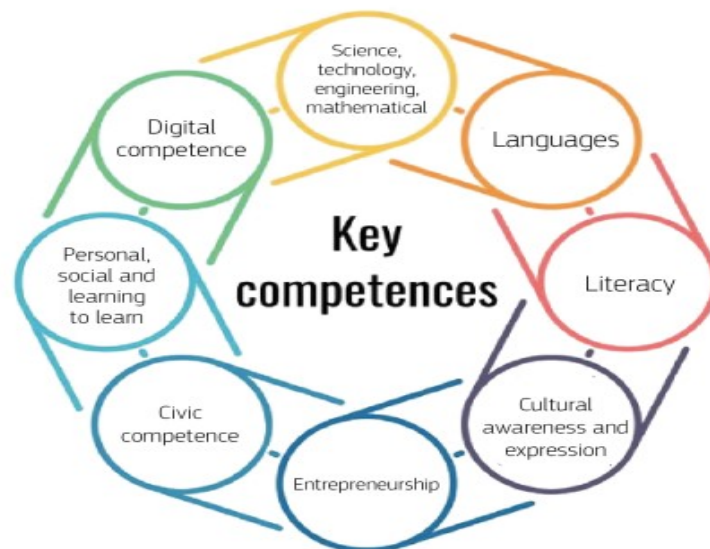 Science,
technology,
engineering,
mathematical
Languages
Literacy
Cultural
awareness and
expression
Entrepreneurship
Civic
competence
Personal,
social and
learning
to learn
Digital
competence
Key
competences